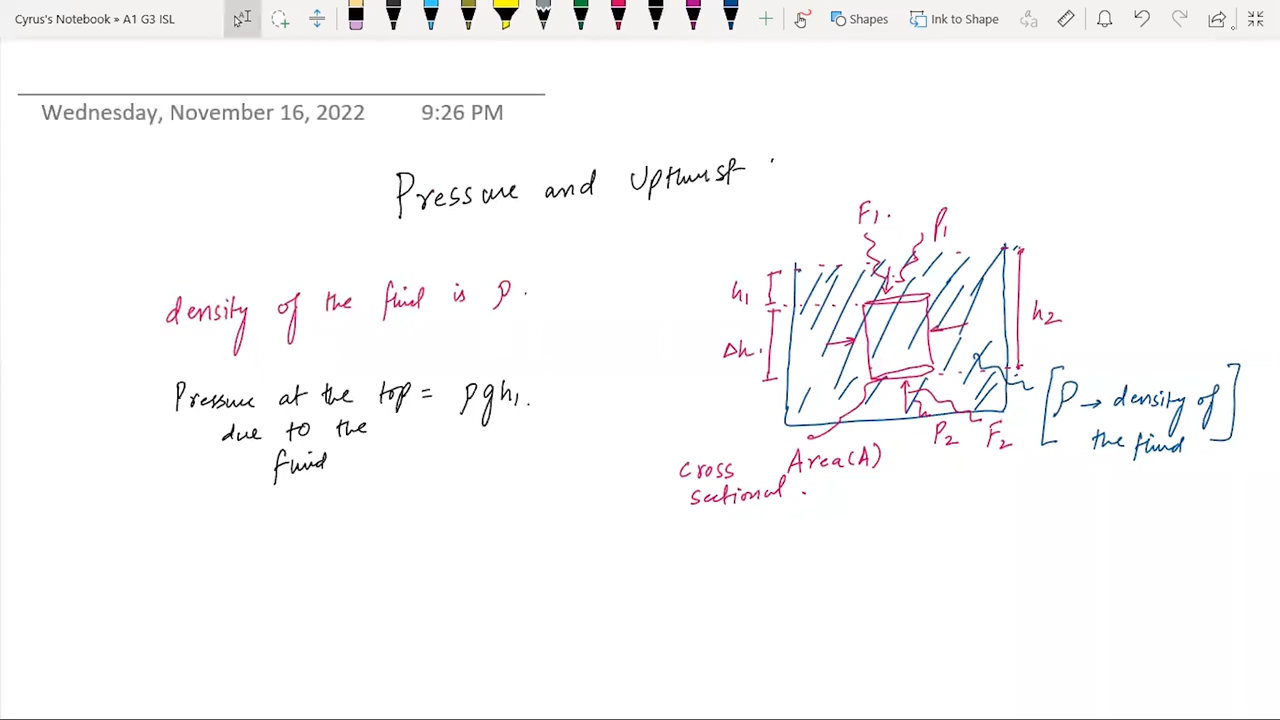 Cyrus's Notebook » A1 G3 ISL
Shapes
Ink to Shape
Wednesday, November 16, 2022 9:26 PM
Pressure and Upthrust
F1.
P1
density of the fluid is ρ.
h1
h2
Δh.
Pressure at the top = ρgh1.
due to the
fluid
[ρ → density of
the fluid]
P2 F2
Cross Area(A)
sectional.